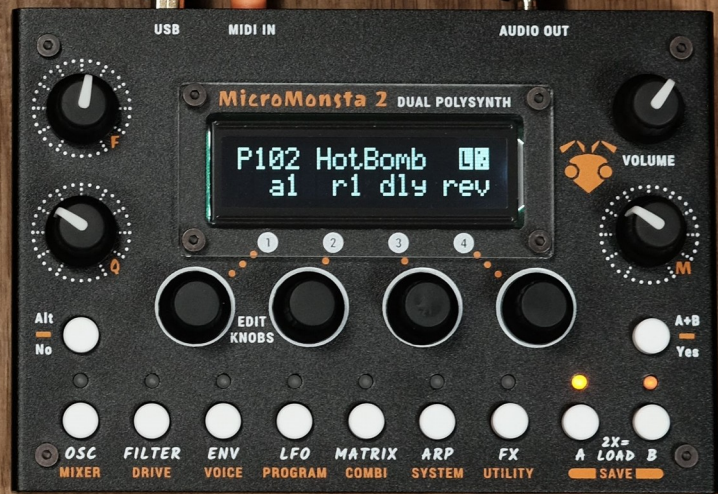 USB MIDI IN AUDIO OUT
MicroMonsta 2 DUAL POLYSYNTH
F
P102 HotBomb LR
a1 r1 dly rev
VOLUME
Q
M
1 2 3 4
EDIT
KNOBS
Alt
No
A+B
Yes
OSC FILTER ENV LFO MATRIX ARP FX A 2X= LOAD B
MIXER DRIVE VOICE PROGRAM COMBI SYSTEM UTILITY SAVE